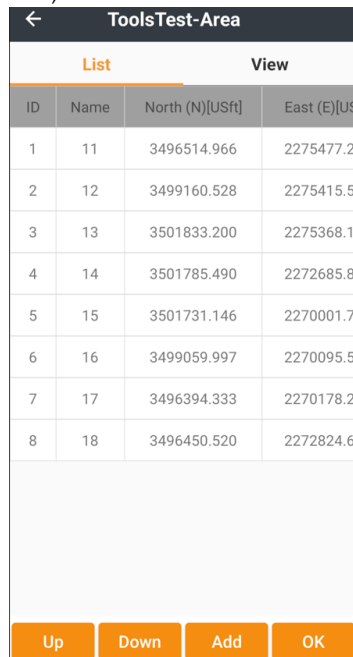 ← ToolsTest-Area
List View
ID Name North (N)[USft] East (E)[US
1 11 3496514.966 2275477.2
2 12 3499160.528 2275415.5
3 13 3501833.200 2275368.1
4 14 3501785.490 2272685.8
5 15 3501731.146 2270001.7
6 16 3499059.997 2270095.5
7 17 3496394.333 2270178.2
8 18 3496450.520 2272824.6
Up Down Add OK